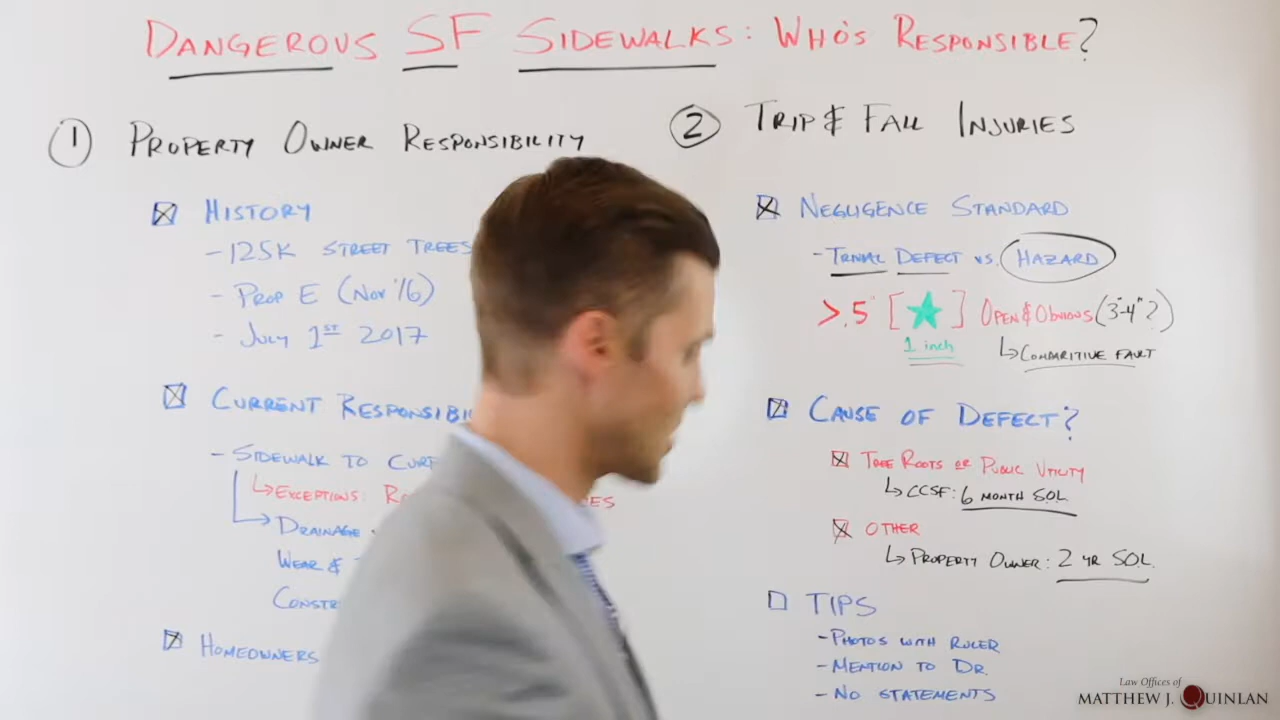 DANGEROUS SF SIDEWALKS: WHO'S RESPONSIBLE?
1 PROPERTY OWNER RESPONSIBILITY
HISTORY
-125K STREET TREES
-PROP E (NOV '16)
-JULY 1ST 2017
CURRENT
-SIDEWALK TO
EXCEPTIONS:
DRAINAGE
WEAR &
HOMEOWNERS
2 TRIP & FALL INJURIES
NEGLIGENCE STANDARD
-TRIVIAL DEFECT VS. HAZARD
>.5" [★] OPEN & OBVIOUS (3"-4"?)
1 inch
COMPARITIVE FAULT
CAUSE OF DEFECT?
TREE ROOTS OR PUBLIC UTILITY
CCSF: 6 MONTH SOL
OTHER
PROPERTY OWNER: 2 YR SOL.
TIPS
-PHOTOS WITH RULER
-MENTION TO DR.
-NO STATEMENTS
Law Offices of
MATTHEW J. QUINLAN